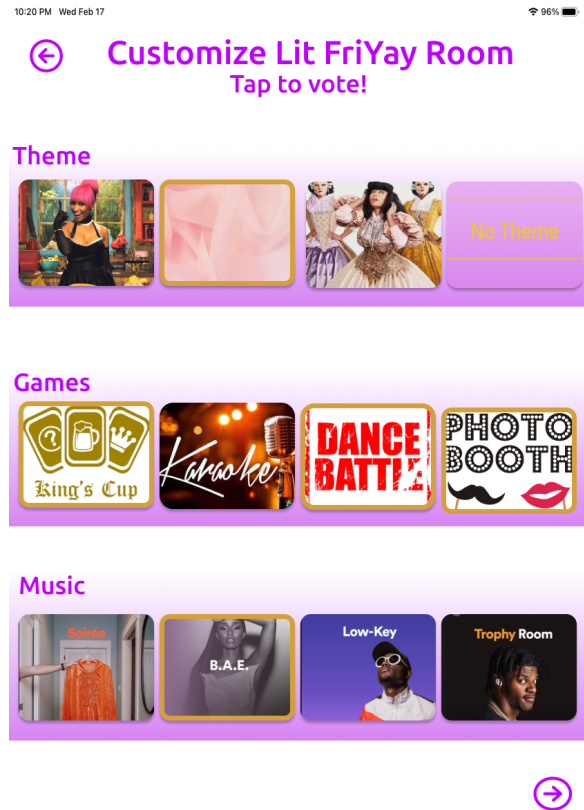 10:20 PM Wed Feb 17
96%
Customize Lit FriYay Room
Tap to vote!
Theme
No Theme
Games
King's Cup
Karaoke
DANCE
BATTLE
PHOTO
BOOTH
Music
Soirée
B.A.E.
Low-Key
Trophy Room